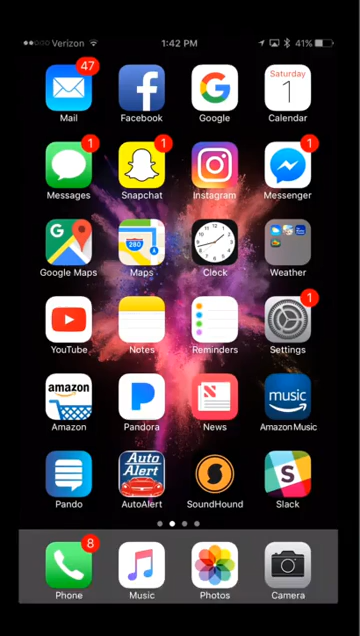 Verizon 1:42 PM 41%
47
Mail Facebook Google Saturday 1 Calendar
1 1 1
Messages Snapchat Instagram Messenger
G 280
Google Maps Maps Clock Weather
1
YouTube Notes Reminders Settings
amazon P music
Amazon Pandora News Amazon Music
Auto Alert S
Pando AutoAlert SoundHound Slack
8
Phone Music Photos Camera